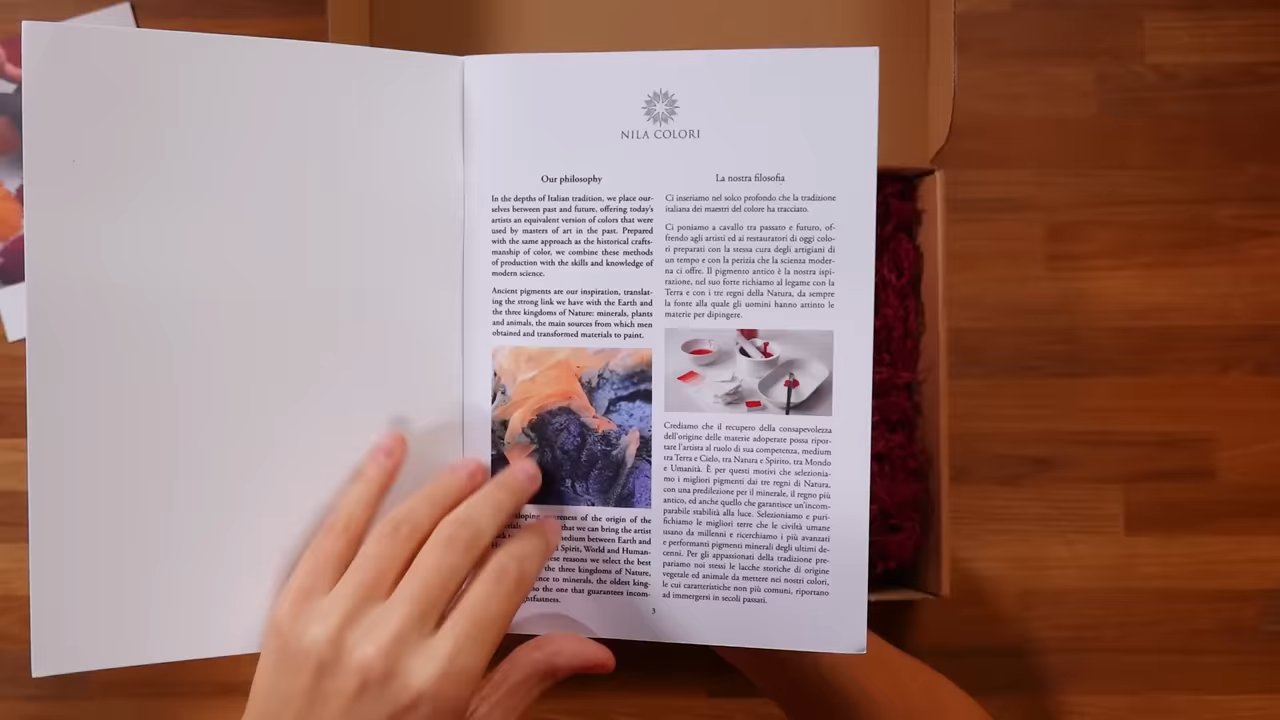 NILA COLORI
Our philosophy
In the depths of Italian tradition, we place our-
selves between past and future, offering today's
artists an equivalent version of colors that were
used by masters of art in the past. Prepared
with the same approach as the historical crafts-
manship of color, we combine these methods
of production with the skills and knowledge of
modern science.
Ancient pigments are our inspiration, translat-
ing the strong link we have with the Earth and
the three kingdoms of Nature: minerals, plants
and animals, the main sources from which men
obtained and transformed materials to paint.
of the origin of the
that we can bring the artist
medium between Earth and
Spirit, World and Human-
reasons we select the best
the three kingdoms of Nature,
to minerals, the oldest king-
the one that guarantees incom-
La nostra filosofia
Ci inseriamo nel solco profondo che la tradizione
italiana dei maestri del colore ha tracciato.
Ci poniamo a cavallo tra passato e futuro, of-
frendo agli artisti ed ai restauratori di oggi colo-
ri preparati con la stessa cura degli artigiani di
un tempo e con la perizia che la scienza moder-
na ci offre. Il pigmento antico è la nostra ispi-
razione, nel suo forte richiamo al legame con la
Terra e con i tre regni della Natura, da sempre
la fonte alla quale gli uomini hanno attinto le
materie per dipingere.
Crediamo che il recupero della consapevolezza
dell'origine delle materie adoperate possa ripor-
tare l'artista al ruolo di sua competenza, medium
tra Terra e Cielo, tra Natura e Spirito, tra Mondo
e Umanità. È per questi motivi che seleziona-
mo i migliori pigmenti dai tre regni di Natura,
con una predilezione per il minerale, il regno più
antico, ed anche quello che garantisce un'incom-
parabile stabilità alla luce. Selezioniamo e puri-
fichiamo le migliori terre che le civiltà umane
usano da millenni e ricerchiamo i più avanzati
e performanti pigmenti minerali degli ultimi de-
cenni. Per gli appassionati della tradizione pre-
pariamo noi stessi le lacche storiche di origine
vegetale ed animale da mettere nei nostri colori,
le cui caratteristiche non più comuni, riportano
ad immergersi in secoli passati.
3